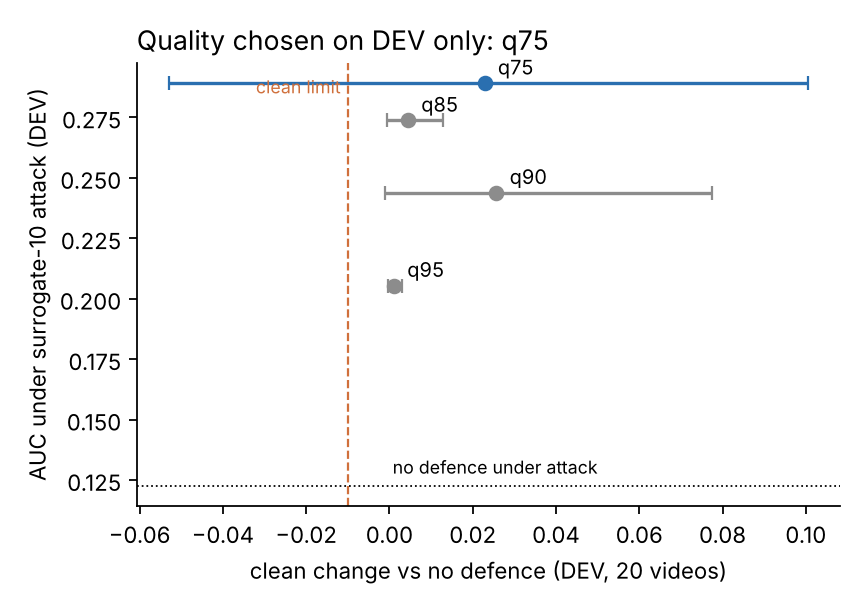 Quality chosen on DEV only: q75
q75
clean limit
q85
q90
q95
no defence under attack
AUC under surrogate-10 attack (DEV)
0.275
0.250
0.225
0.200
0.175
0.150
0.125
−0.06 −0.04 −0.02 0.00 0.02 0.04 0.06 0.08 0.10
clean change vs no defence (DEV, 20 videos)